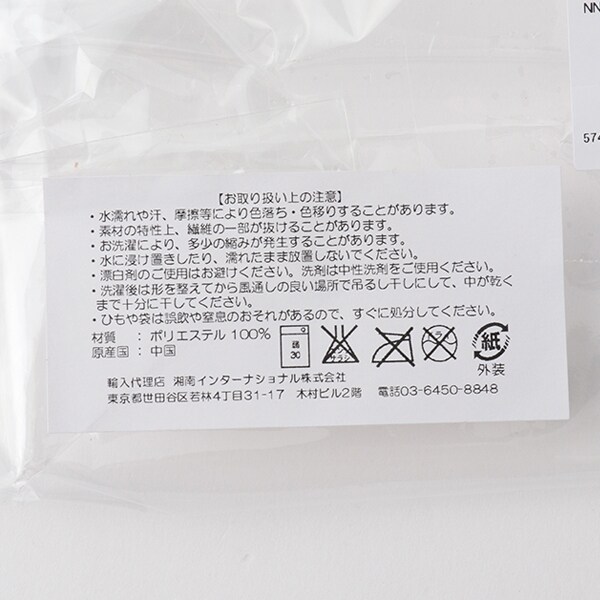 NN
574
【お取り扱い上の注意】
・水濡れや汗、摩擦等により色落ち・色移りすることがあります。
・素材の特性上、繊維の一部が抜けることがあります。
・お洗濯により、多少の縮みが発生することがあります。
・水に浸け置きしたり、濡れたまま放置しないでください。
・漂白剤のご使用はお避けください。洗剤は中性洗剤をご使用ください。
・洗濯後は形を整えてから風通しの良い場所で吊るし干しにして、中が乾く
まで十分に干してください。
・ひもや袋は誤飲や窒息のおそれがあるので、すぐに処分してください。
材質 : ポリエステル 100%
原産国 : 中国
30
紙
外装
輸入代理店 湘南インターナショナル株式会社
東京都世田谷区若林4丁目31-17 木村ビル2階 電話03-6450-8848